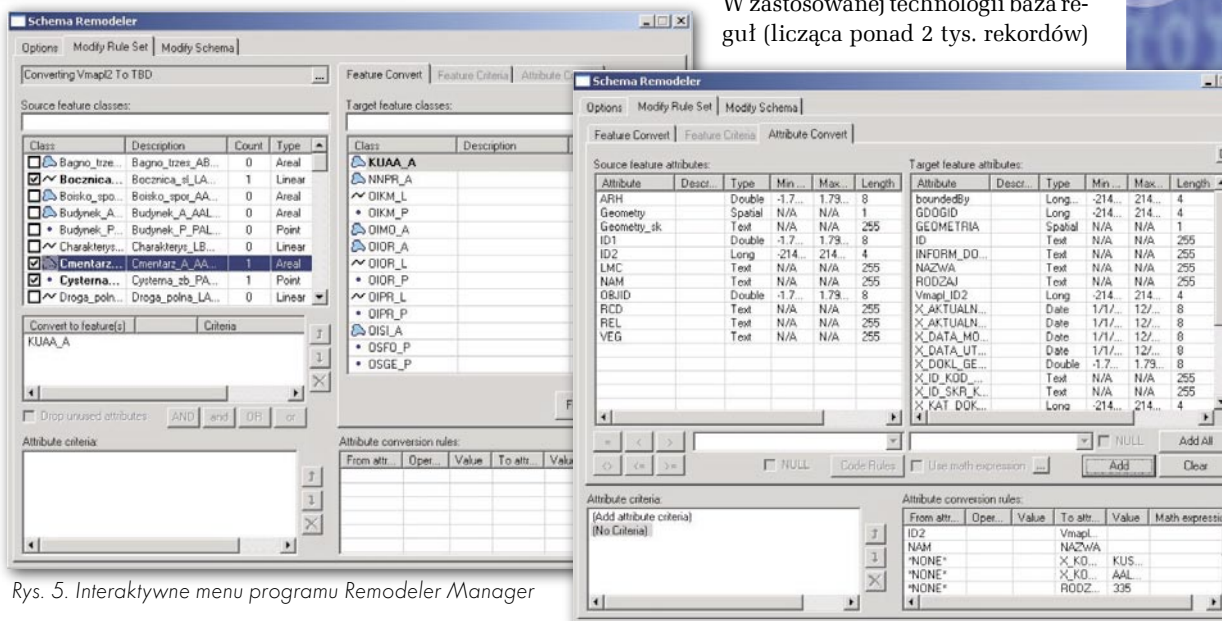 W zastosowanej technologii baza re-
guł (licząca ponad 2 tys. rekordów)
Schema Remodeler
Options Modify Rule Set Modify Schema
Converting Vmapl2 To TBD ...
Source feature classes:
Class Description Count Type
Bagno_trze... Bagno_trzes_AB... 0 Areal
Bocznica... Bocznica_sl_LA... 1 Linear
Boisko_spo... Boisko_spor_AA... 0 Areal
Budynek_A... Budynek_A_AAL... 0 Areal
Budynek_P... Budynek_P_PAL... 0 Point
Charakterys... Charakterys_LB... 0 Linear
Cmentarz... Cmentarz_A_AA... 1 Areal
Cysterna... Cysterna_zb_PA... 1 Point
Droga_poln... Droga_polna_LA... 0 Linear
Convert to feature(s) Criteria
KUAA_A
Drop unused attributes AND and OR or
Attribute criteria:
Feature Convert Feature Criteria Attribute
Target feature classes:
Class Description
KUAA_A
NNPR_A
OIKM_L
OIKM_P
OIMO_A
OIOR_A
OIOR_L
OIOR_P
OIPR_L
OIPR_P
OISI_A
OSFO_P
OSGE_P
Attribute conversion rules:
From attr... Oper... Value To attr...
Schema Remodeler
Options Modify Rule Set Modify Schema
Feature Convert Feature Criteria Attribute Convert
Source feature attributes:
Attribute Descr... Type Min ... Max... Length
ARH Double -1.7... 1.79... 8
Geometry Spatial N/A N/A 1
Geometry_sk Text N/A N/A 255
ID1 Double -1.7... 1.79... 8
ID2 Long -214... 214... 4
LMC Text N/A N/A 255
NAM Text N/A N/A 255
OBJID Double -1.7... 1.79... 8
RCD Text N/A N/A 255
REL Text N/A N/A 255
VEG Text N/A N/A 255
Target feature attributes:
Attribute Descr... Type Min ... Max... Length
boundedBy Long... -214... 214... 4
GDOGID Long -214... 214... 4
GEOMETRIA Spatial N/A N/A 1
ID Text N/A N/A 255
INFORM_DO... Text N/A N/A 255
NAZWA Text N/A N/A 255
RODZAJ Text N/A N/A 255
Vmapl_ID2 Long -214... 214... 4
X_AKTUALN... Date 1/1/... 12/... 8
X_AKTUALN... Date 1/1/... 12/... 8
X_DATA_MO... Date 1/1/... 12/... 8
X_DATA_UT... Date 1/1/... 12/... 8
X_DOKL_GE... Double -1.7... 1.79... 8
X_ID_KOD_... Text N/A N/A 255
X_ID_SKR_K... Text N/A N/A 255
X_KAT_DOK... Long -214... 214... 4
= < >
<> <= >=
NULL Code Rules
NULL Add All
Use math expression ... Add Clear
Attribute criteria:
(Add attribute criteria)
(No Criteria)
Attribute conversion rules:
From attr... Oper... Value To attr... Value Math expressio
ID2 Vmapl...
NAM NAZWA
*NONE* X_KO... KUS...
*NONE* X_KO... AAL...
*NONE* RODZ... 335
Rys. 5. Interaktywne menu programu Remodeler Manager